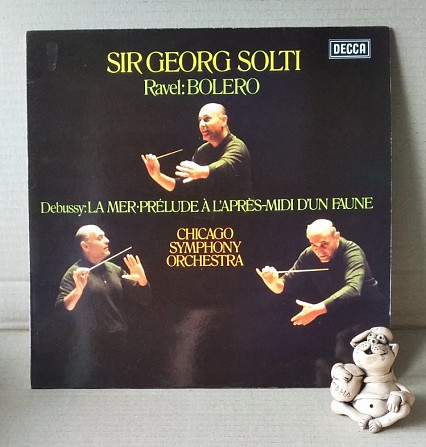 DECCA
SIR GEORG SOLTI
Ravel: BOLERO
Debussy: LA MER·PRÉLUDE À L'APRÈS-MIDI D'UN FAUNE
CHICAGO
SYMPHONY
ORCHESTRA